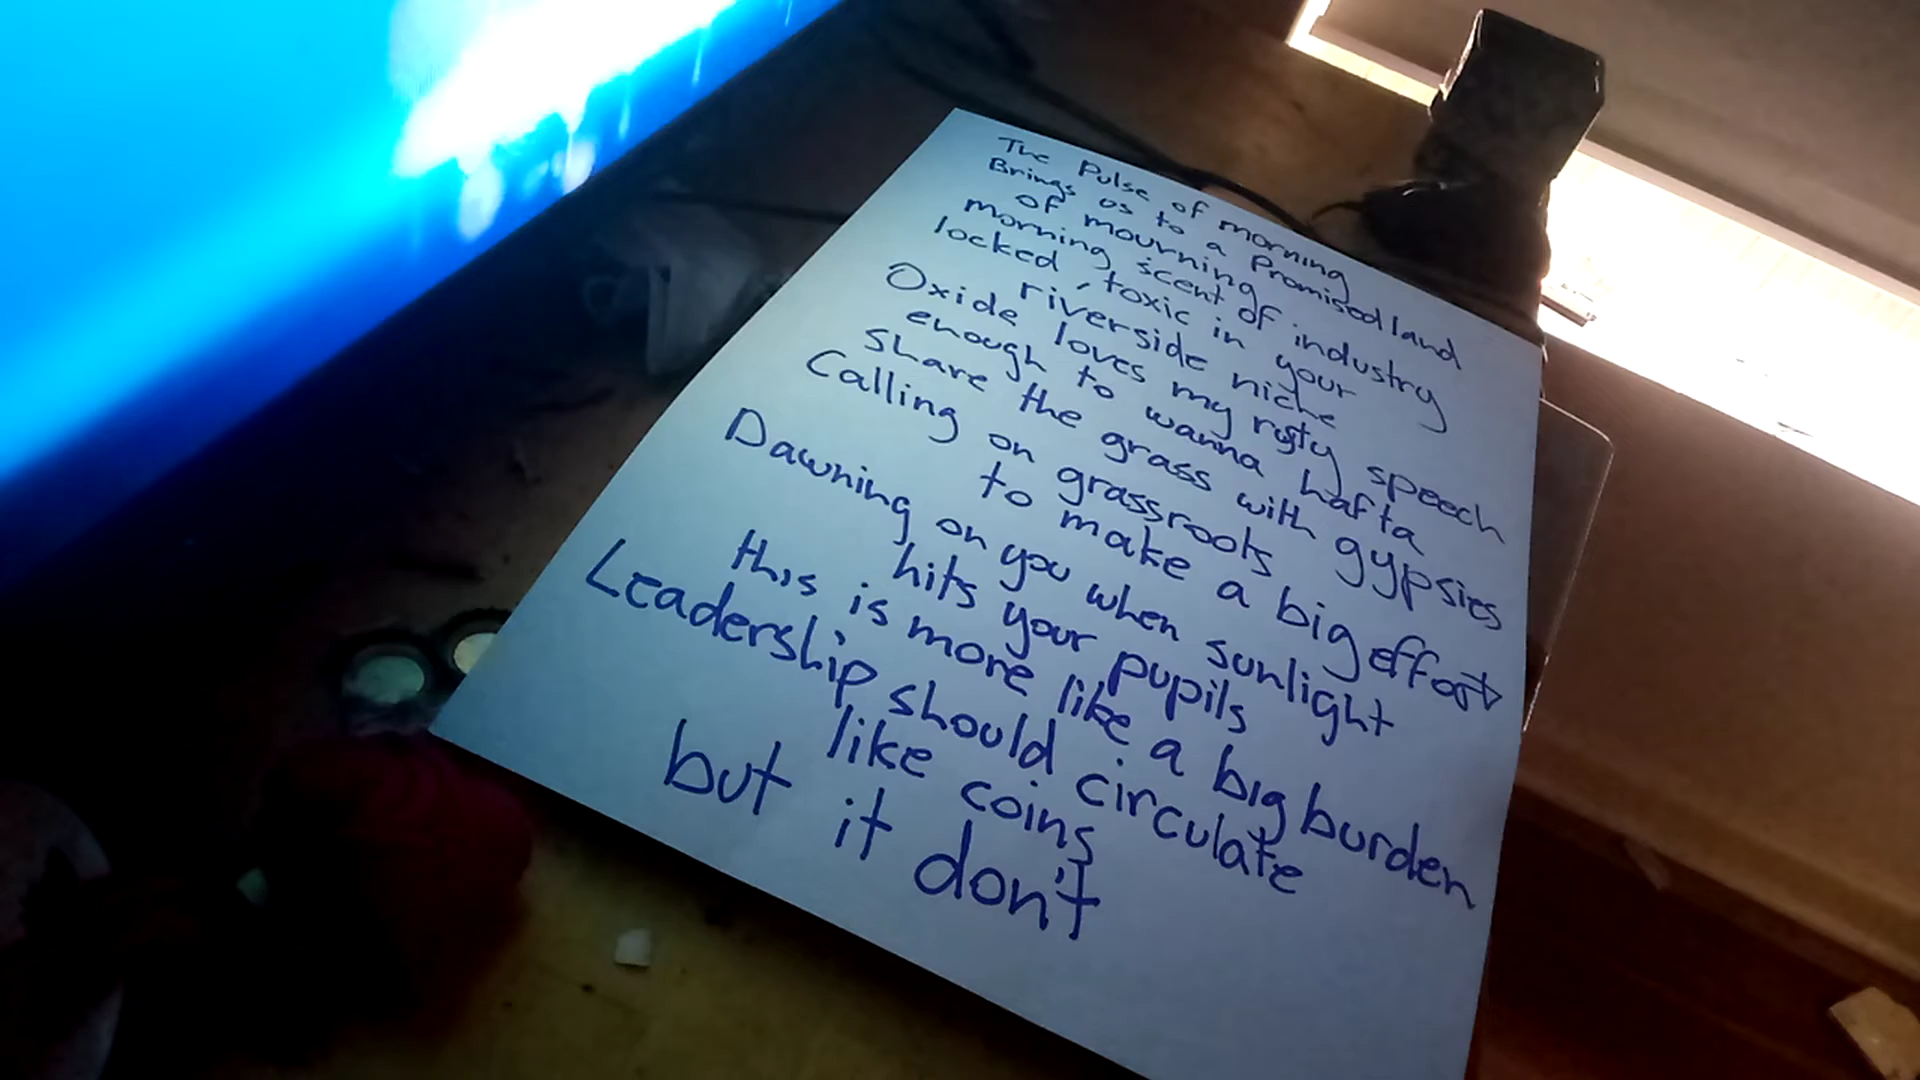 The Pulse of morning
Brings us to a Promised land
of mourning
morning scent of industry
locked, toxic in your
riverside niche
Oxide loves my rusty speech
enough to wanna hafta
share the grass with gypsies
Calling on grassroots
to make a big effort
Dawning on you when sunlight
hits your pupils
this is more like a big burden
Leadership should circulate
like coins
but it don't